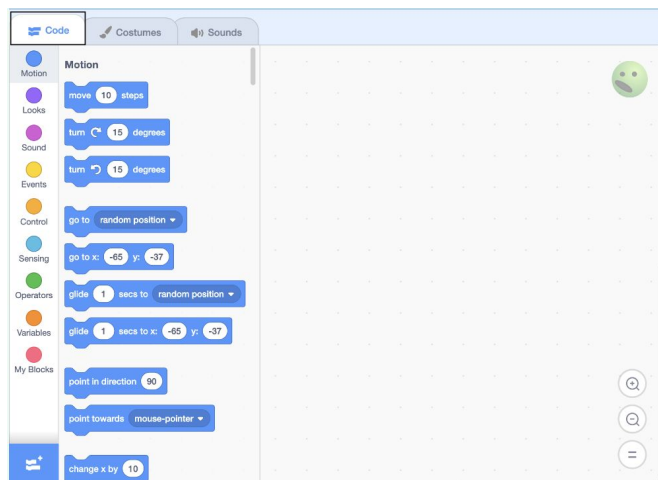 Code Costumes Sounds
Motion
Looks
Sound
Events
Control
Sensing
Operators
Variables
My Blocks
Motion
move 10 steps
turn 15 degrees
turn 15 degrees
go to random position
go to x: -65 y: -37
glide 1 secs to random position
glide 1 secs to x: -65 y: -37
point in direction 90
point towards mouse-pointer
change x by 10